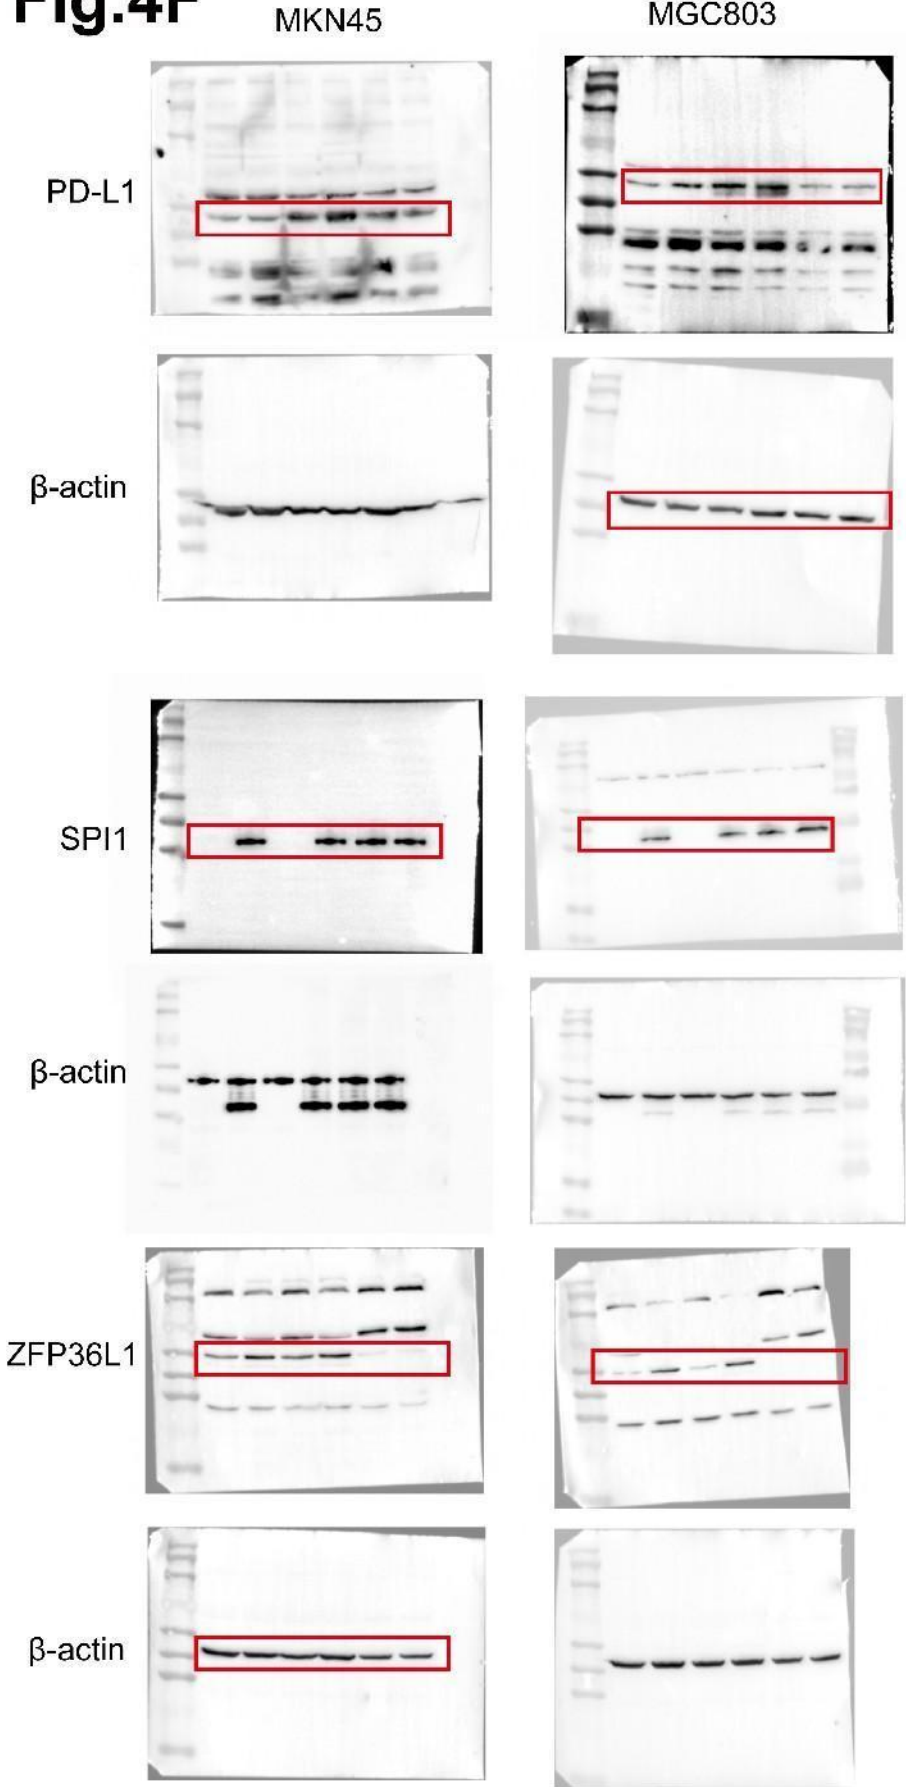 Fig.4F
MKN45
MGC803
PD-L1
β-actin
SPI1
β-actin
ZFP36L1
β-actin